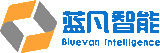 蓝凡智能
Bluevan Intelligence